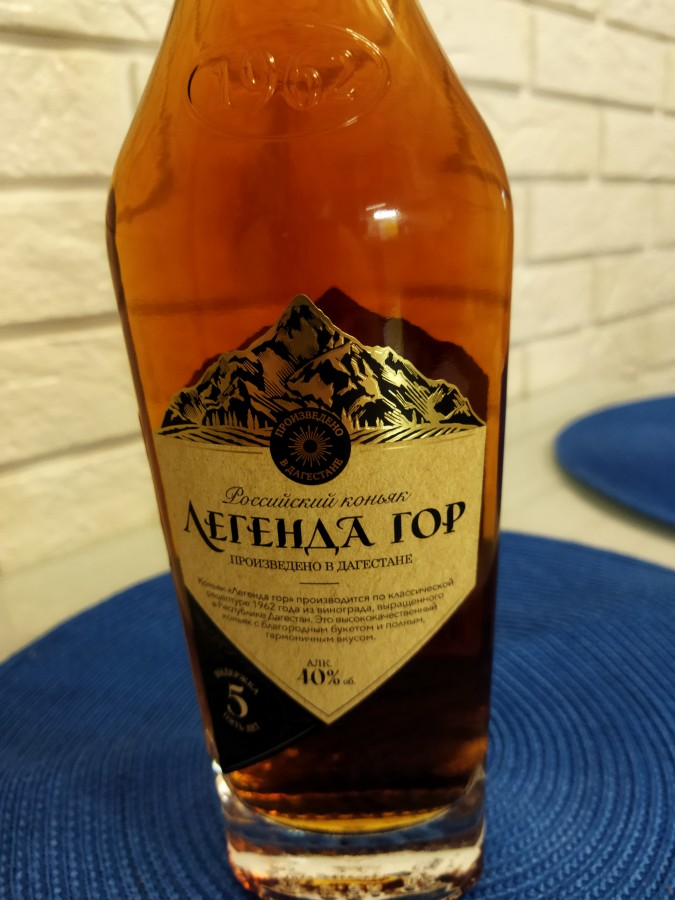 1962
ПРОИЗВЕДЕНО
В ДАГЕСТАНЕ
Российский коньяк
ЛЕГЕНДА ГОР
ПРОИЗВЕДЕНО В ДАГЕСТАНЕ
Коньяк «Легенда гор» производится по классической
рецептуре 1962 года из винограда, выращенного
в Республике Дагестан. Это высококачественный
коньяк с благородным букетом и полным,
гармоничным вкусом.
АЛК.
40% об.
ВЫДЕРЖКА
5
ПЯТЬ ЛЕТ